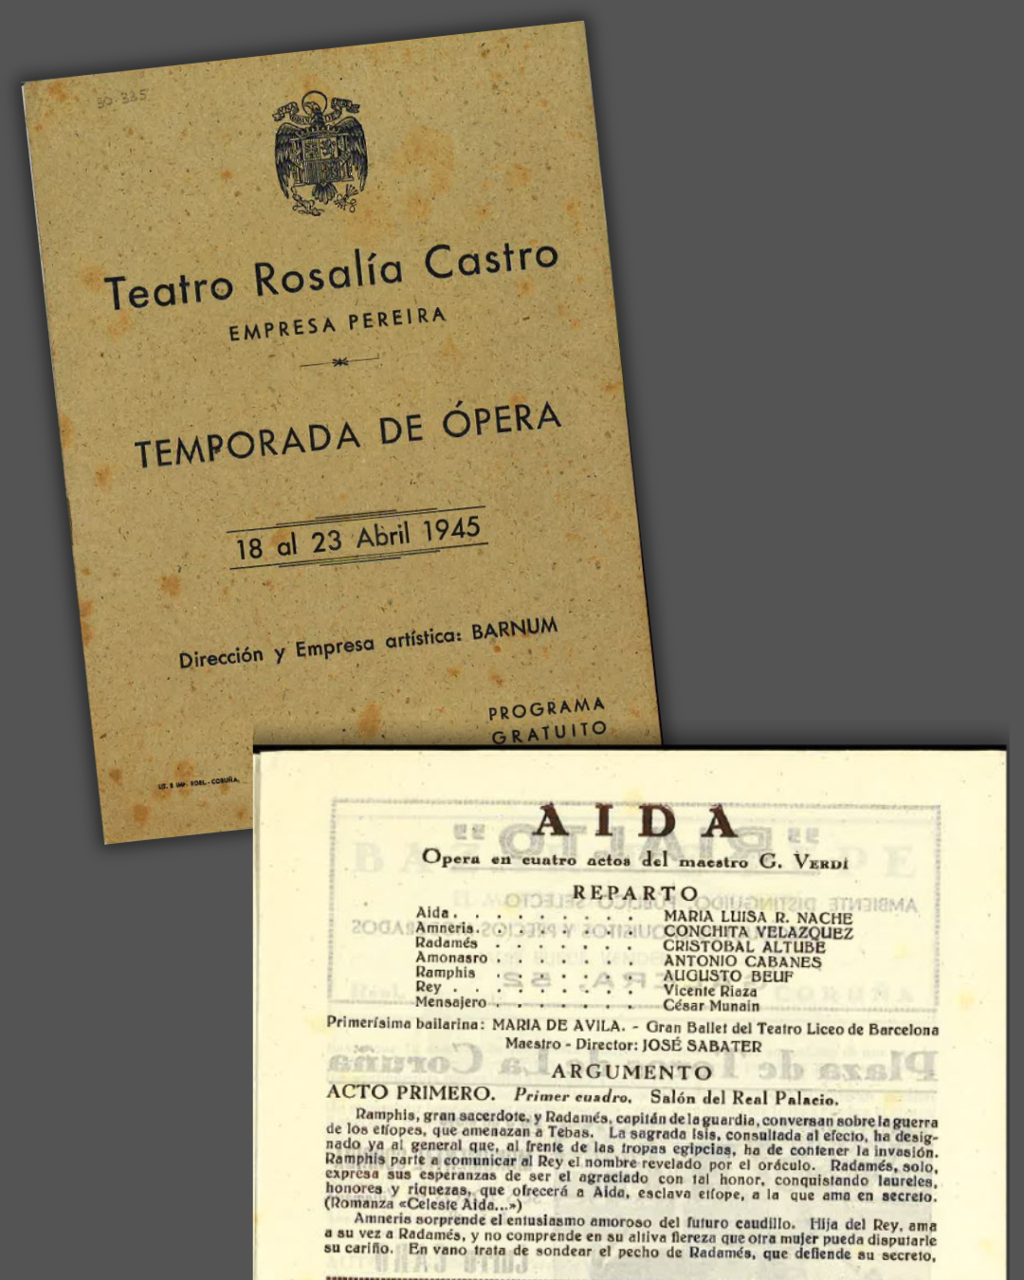 30.335
Teatro Rosalía Castro
EMPRESA PEREIRA
TEMPORADA DE ÓPERA
18 al 23 Abril 1945
Dirección y Empresa artística: BARNUM
PROGRAMA
GRATUITO
LIT. E IMP. ROEL.-CORUÑA.
AIDA
Opera en cuatro actos del maestro G. VERDI
REPARTO
Aida . . . . . . . . . MARIA LUISA R. NACHE
Amneris . . . . . . . . CONCHITA VELAZQUEZ
Radamés . . . . . . . CRISTOBAL ALTUBE
Amonasro . . . . . . . ANTONIO CABANES
Ramphis . . . . . . . AUGUSTO BEUF
Rey . . . . . . . . . Vicente Riaza
Mensajero . . . . . . . César Munain
Primerísima bailarina: MARIA DE AVILA. - Gran Ballet del Teatro Liceo de Barcelona
Maestro - Director: JOSÉ SABATER
ARGUMENTO
ACTO PRIMERO. Primer cuadro. Salón del Real Palacio.
Ramphis, gran sacerdote, y Radamés, capitán de la guardia, conversan sobre la guerra
de los etíopes, que amenazan a Tebas. La sagrada Isis, consultada al efecto, ha desig-
nado ya al general que, al frente de las tropas egipcias, ha de contener la invasión.
Ramphis parte a comunicar al Rey el nombre revelado por el oráculo. Radamés, solo,
expresa sus esperanzas de ser el agraciado con tal honor, conquistando laureles,
honores y riquezas, que ofrecerá a Aida, esclava etíope, a la que ama en secreto.
(Romanza «Celeste Aida...»)
Amneris sorprende el entusiasmo amoroso del futuro caudillo. Hija del Rey, ama
a su vez a Radamés, y no comprende en su altiva fiereza que otra mujer pueda disputarle
su cariño. En vano trata de sondear el pecho de Radamés, que defiende su secreto,